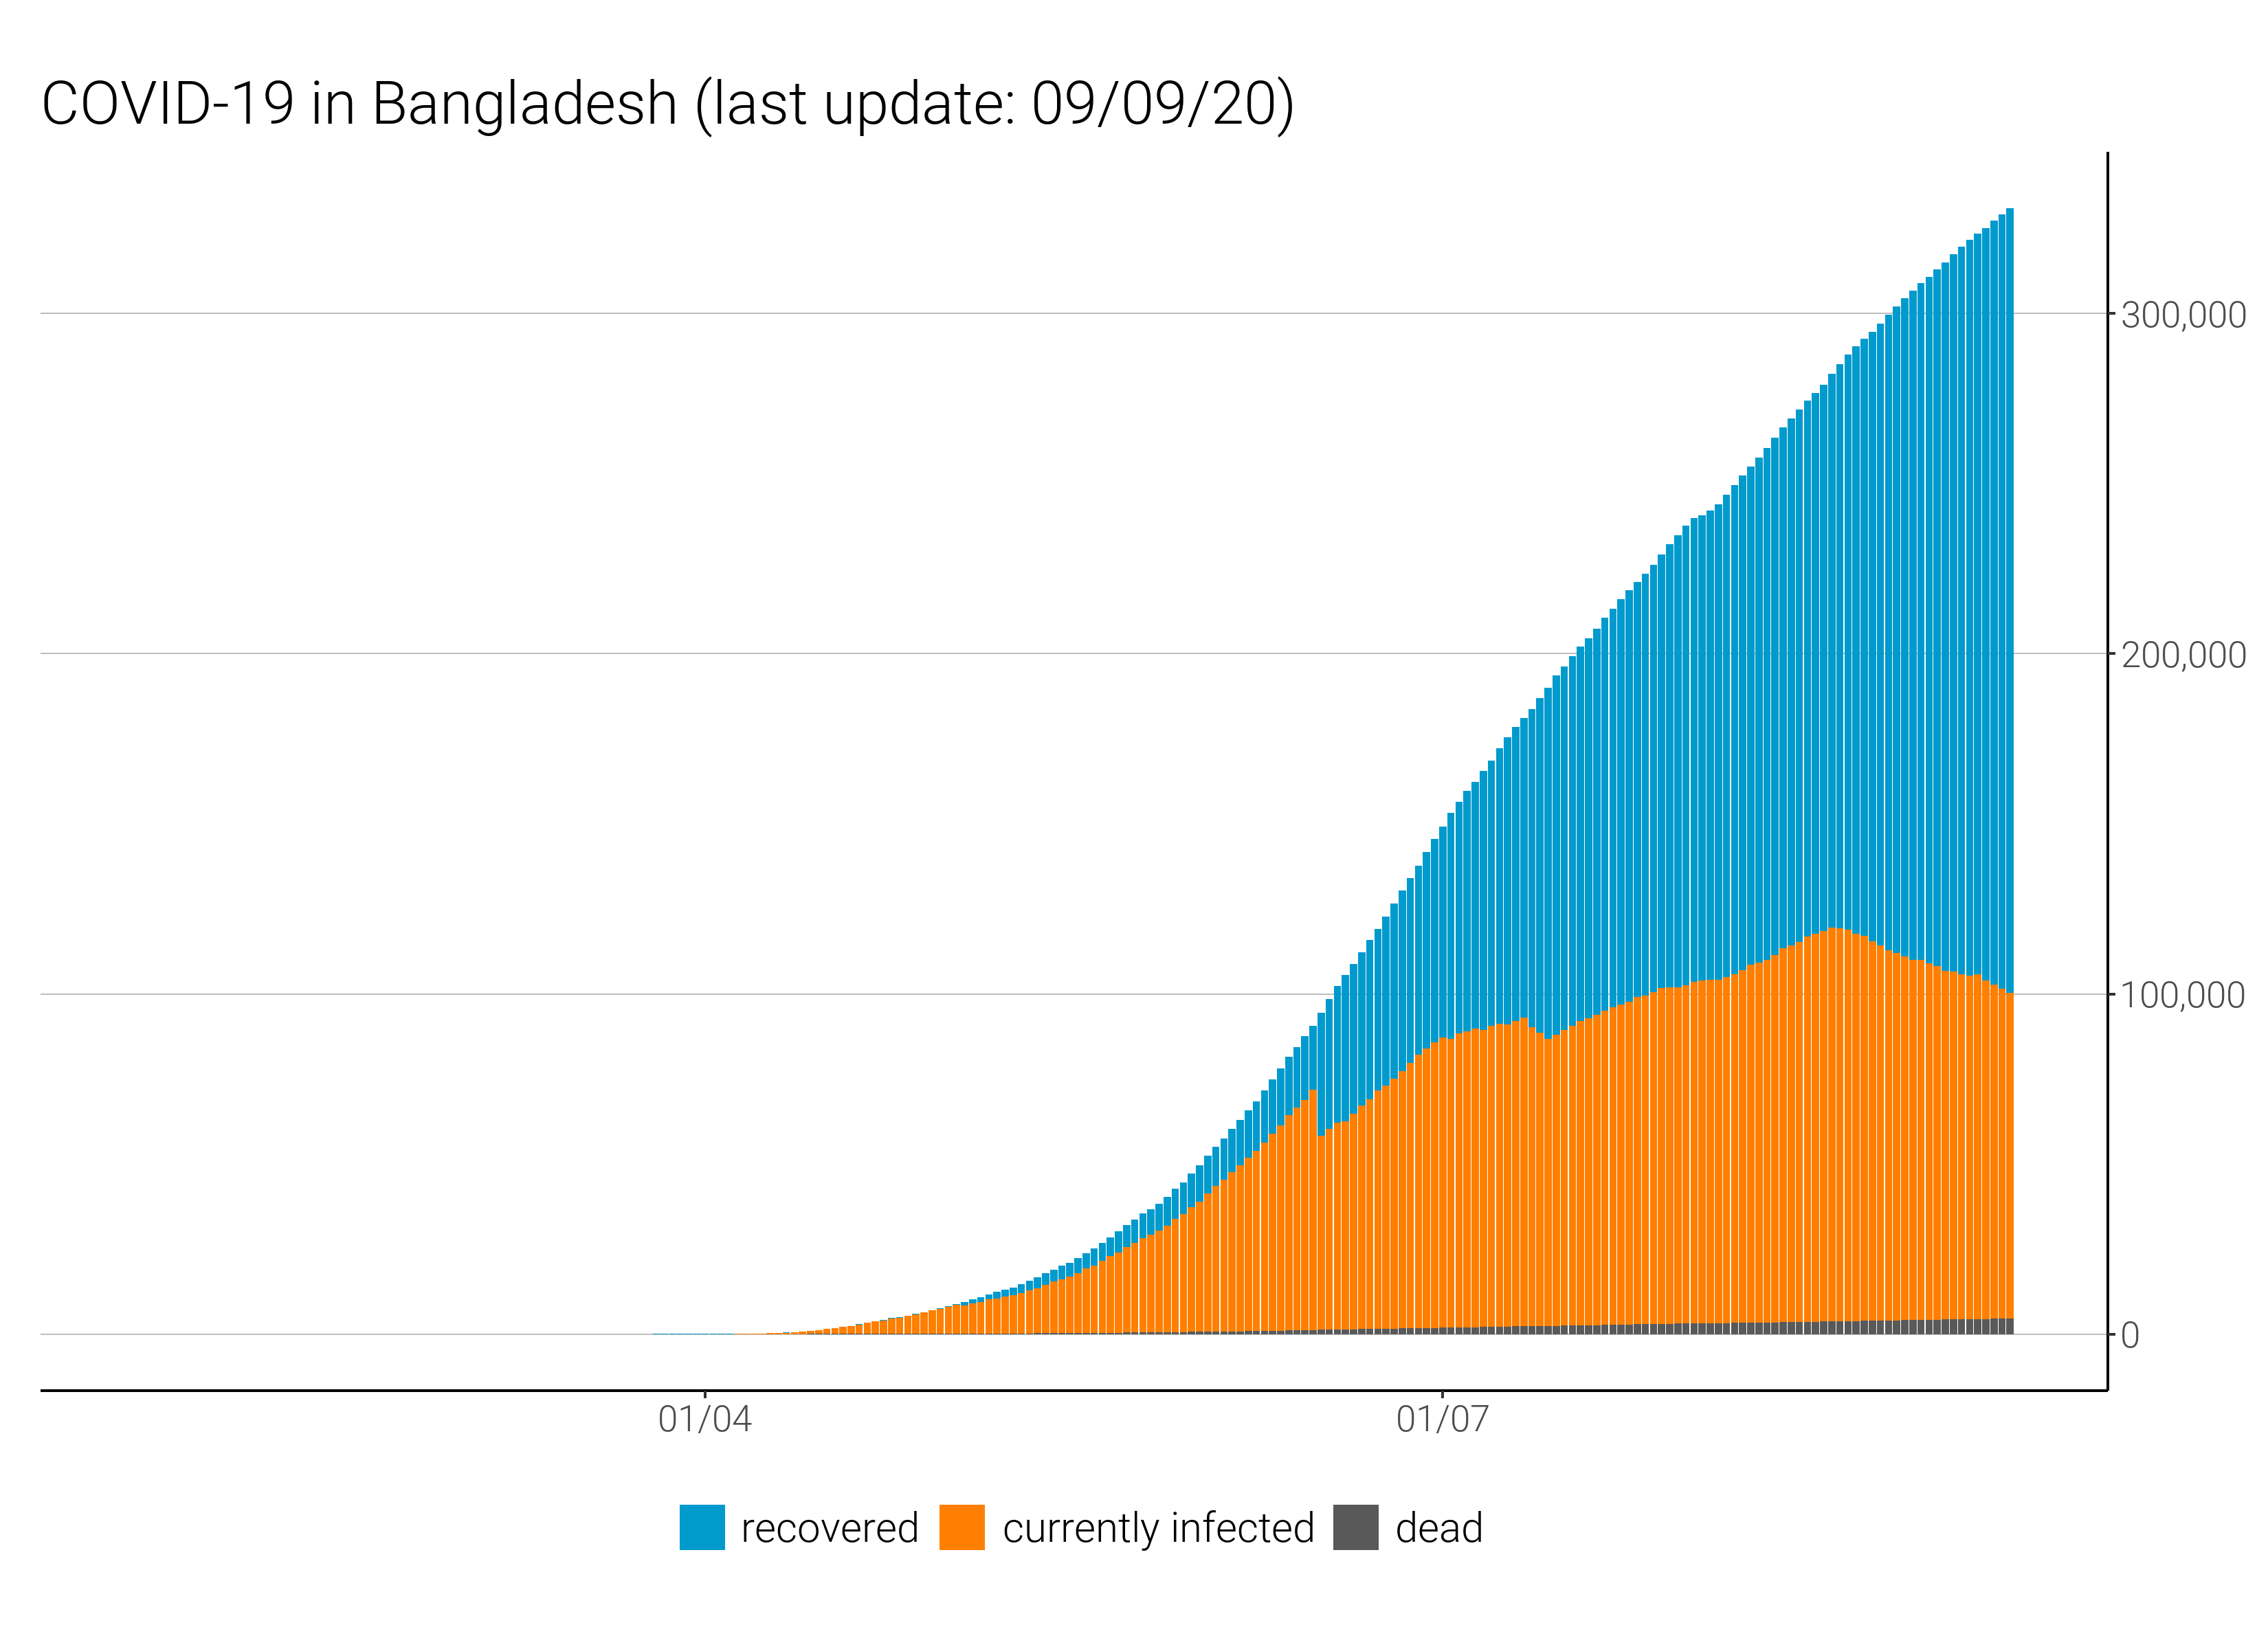 COVID-19 in Bangladesh (last update: 09/09/20)
300,000
200,000
100,000
0
01/04 01/07
recovered currently infected dead